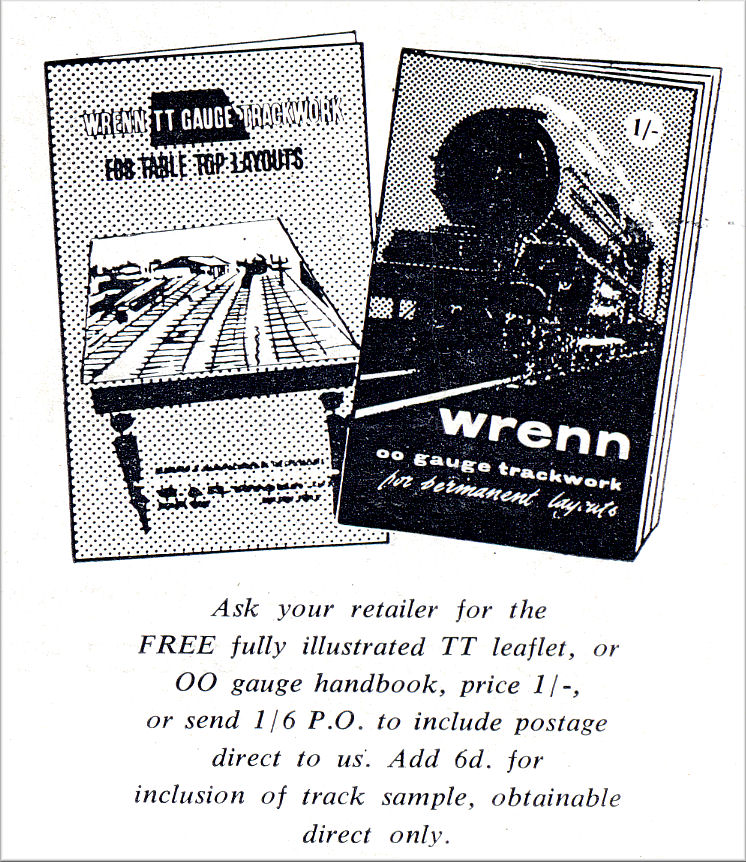 WRENN TT GAUGE TRACKWORK
FOR TABLE TOP LAYOUTS
1/-
wrenn
oo gauge trackwork
for permanent layouts
Ask your retailer for the
FREE fully illustrated TT leaflet, or
OO gauge handbook, price 1/-,
or send 1/6 P.O. to include postage
direct to us. Add 6d. for
inclusion of track sample, obtainable
direct only.